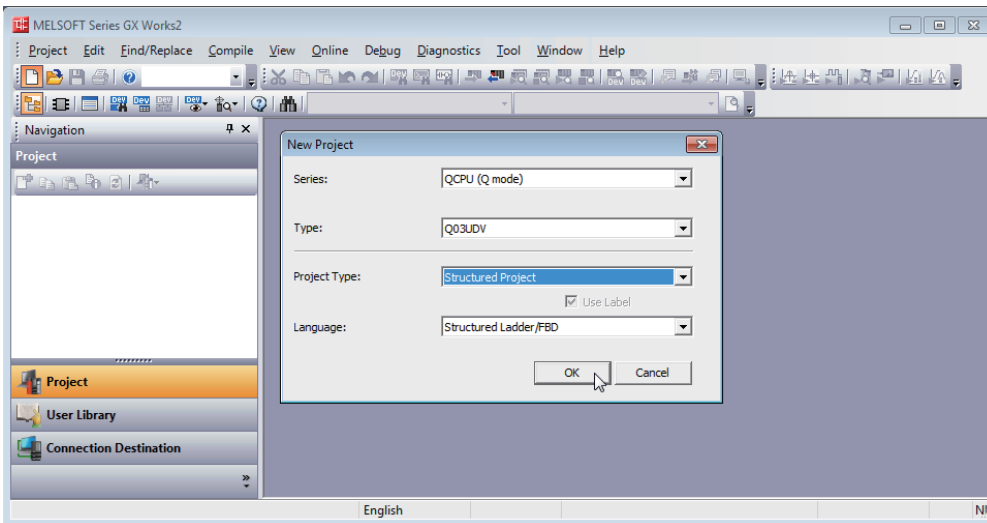 MELSOFT Series GX Works2
Project Edit Find/Replace Compile View Online Debug Diagnostics Tool Window Help
Navigation
Project
New Project
Series: QCPU (Q mode)
Type: Q03UDV
Project Type: Structured Project
Use Label
Language: Structured Ladder/FBD
OK Cancel
Project
User Library
Connection Destination
English